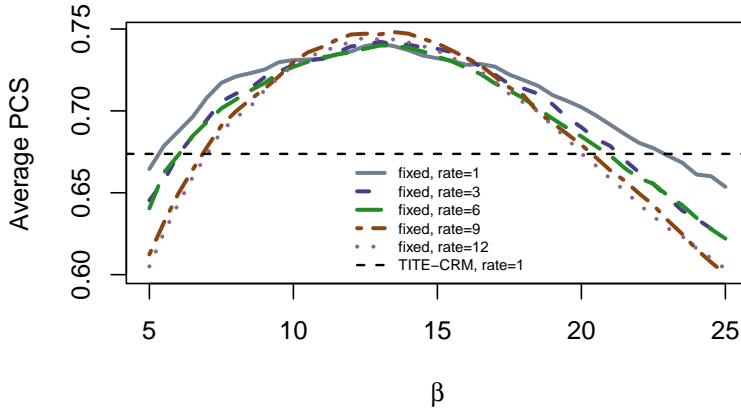 Average PCS
0.75
0.70
0.65
0.60
fixed, rate=1
fixed, rate=3
fixed, rate=6
fixed, rate=9
fixed, rate=12
TITE−CRM, rate=1
5 10 15 20 25
β